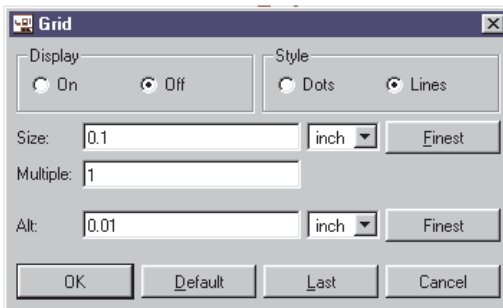 Grid
Display Style
On Off Dots Lines
Size: 0.1 inch Finest
Multiple: 1
Alt: 0.01 inch Finest
OK Default Last Cancel